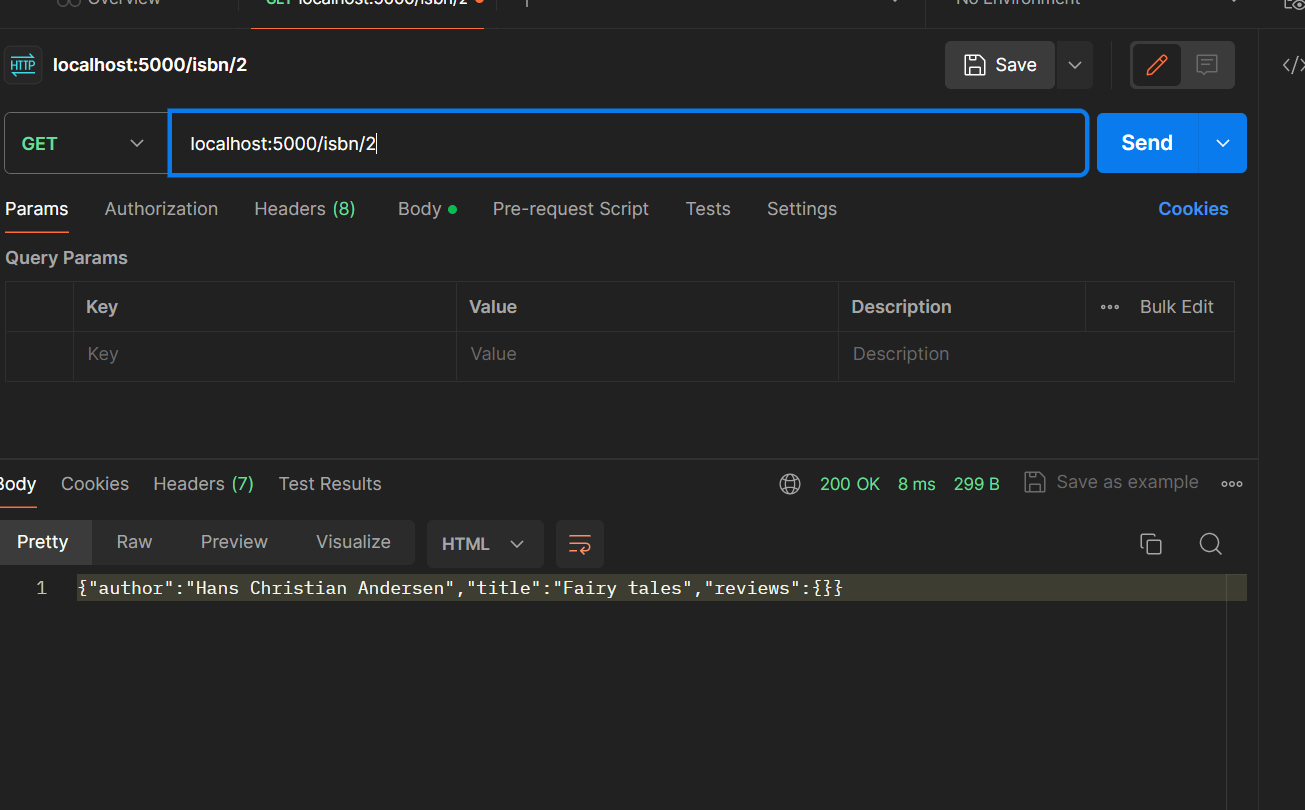 Overview GET localhost:5000/isbn/2 No Environment
HTTP localhost:5000/isbn/2 Save
GET localhost:5000/isbn/2 Send
Params Authorization Headers (8) Body Pre-request Script Tests Settings Cookies
Query Params
Key Value Description Bulk Edit
Key Value Description
Body Cookies Headers (7) Test Results 200 OK 8 ms 299 B Save as example
Pretty Raw Preview Visualize HTML
1 {"author":"Hans Christian Andersen","title":"Fairy tales","reviews":{}}}